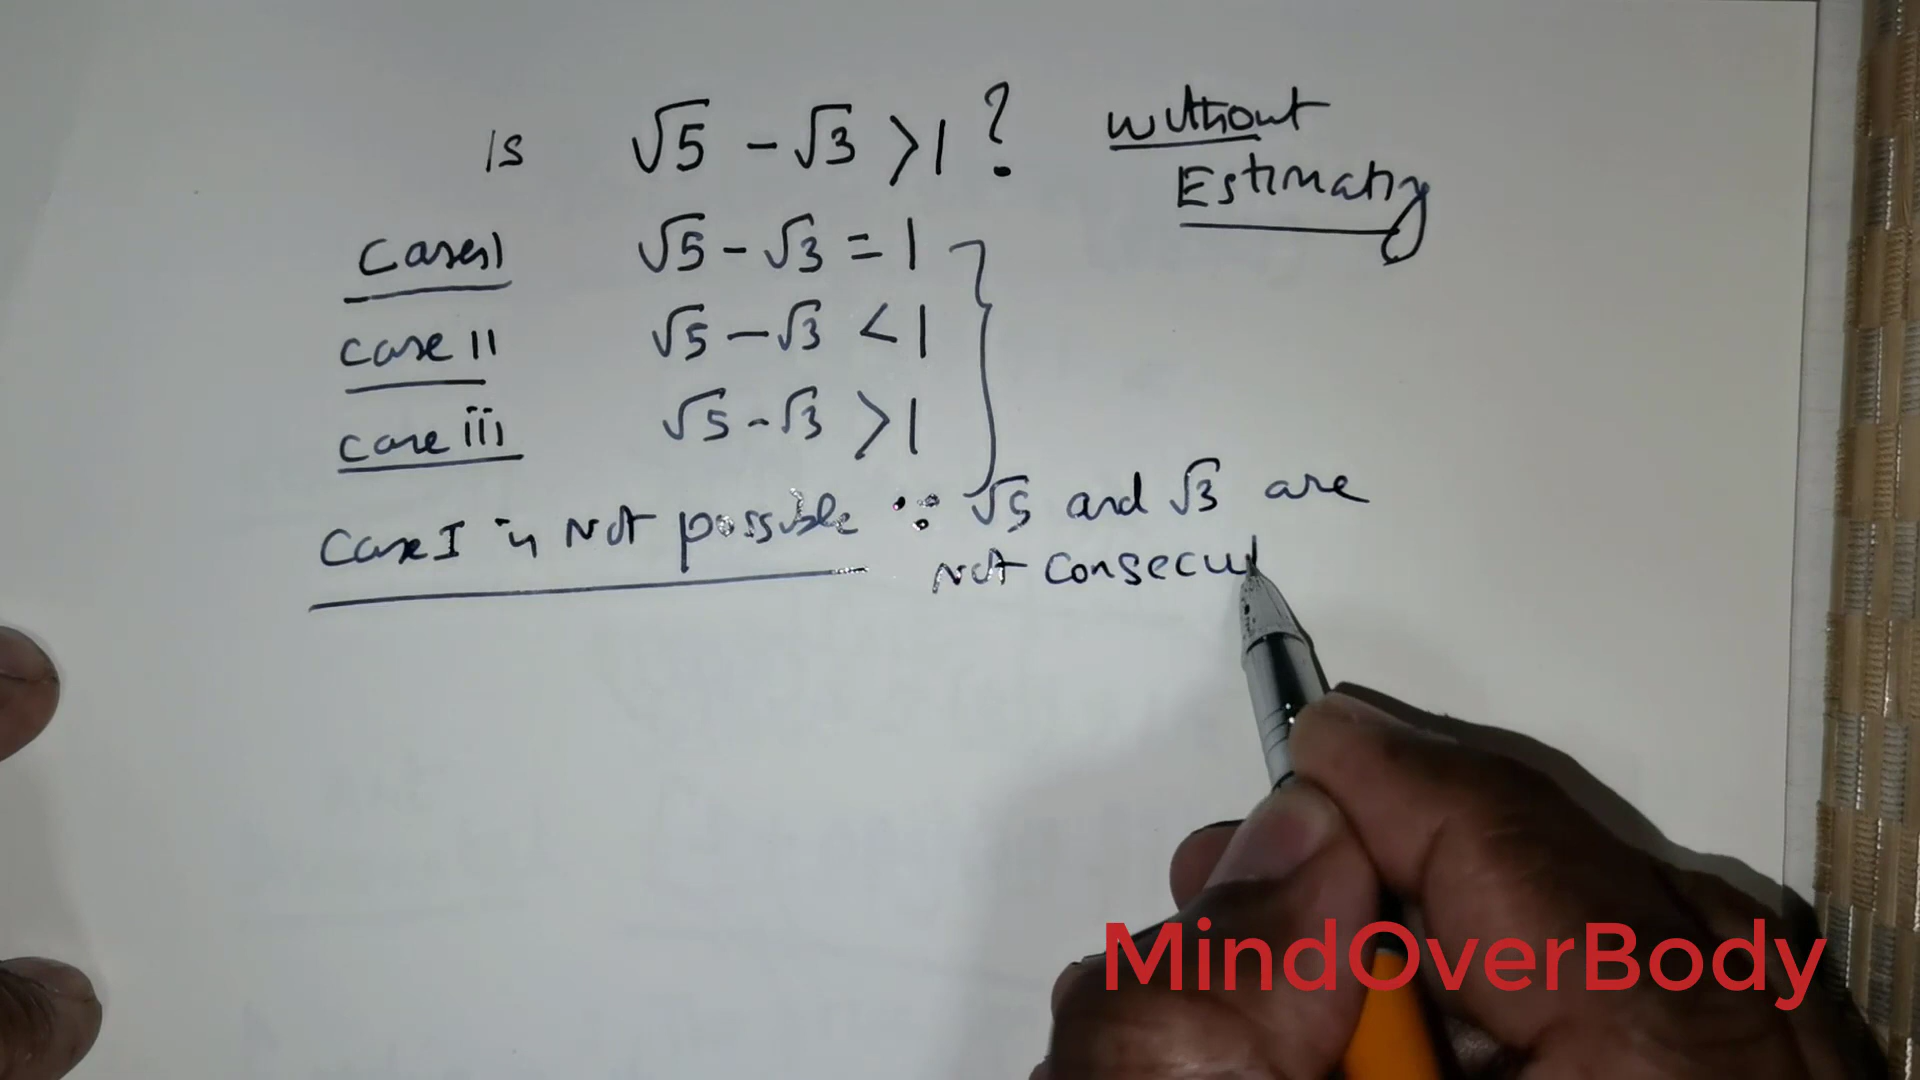 is √5 - √3 >1 ? without
Estimating
Case I √5 - √3 = 1
Case II √5 - √3 < 1
Case iii √5 - √3 > 1
Case I is Not possible ∵ √5 and √3 are
Not consecut
MindOverBody